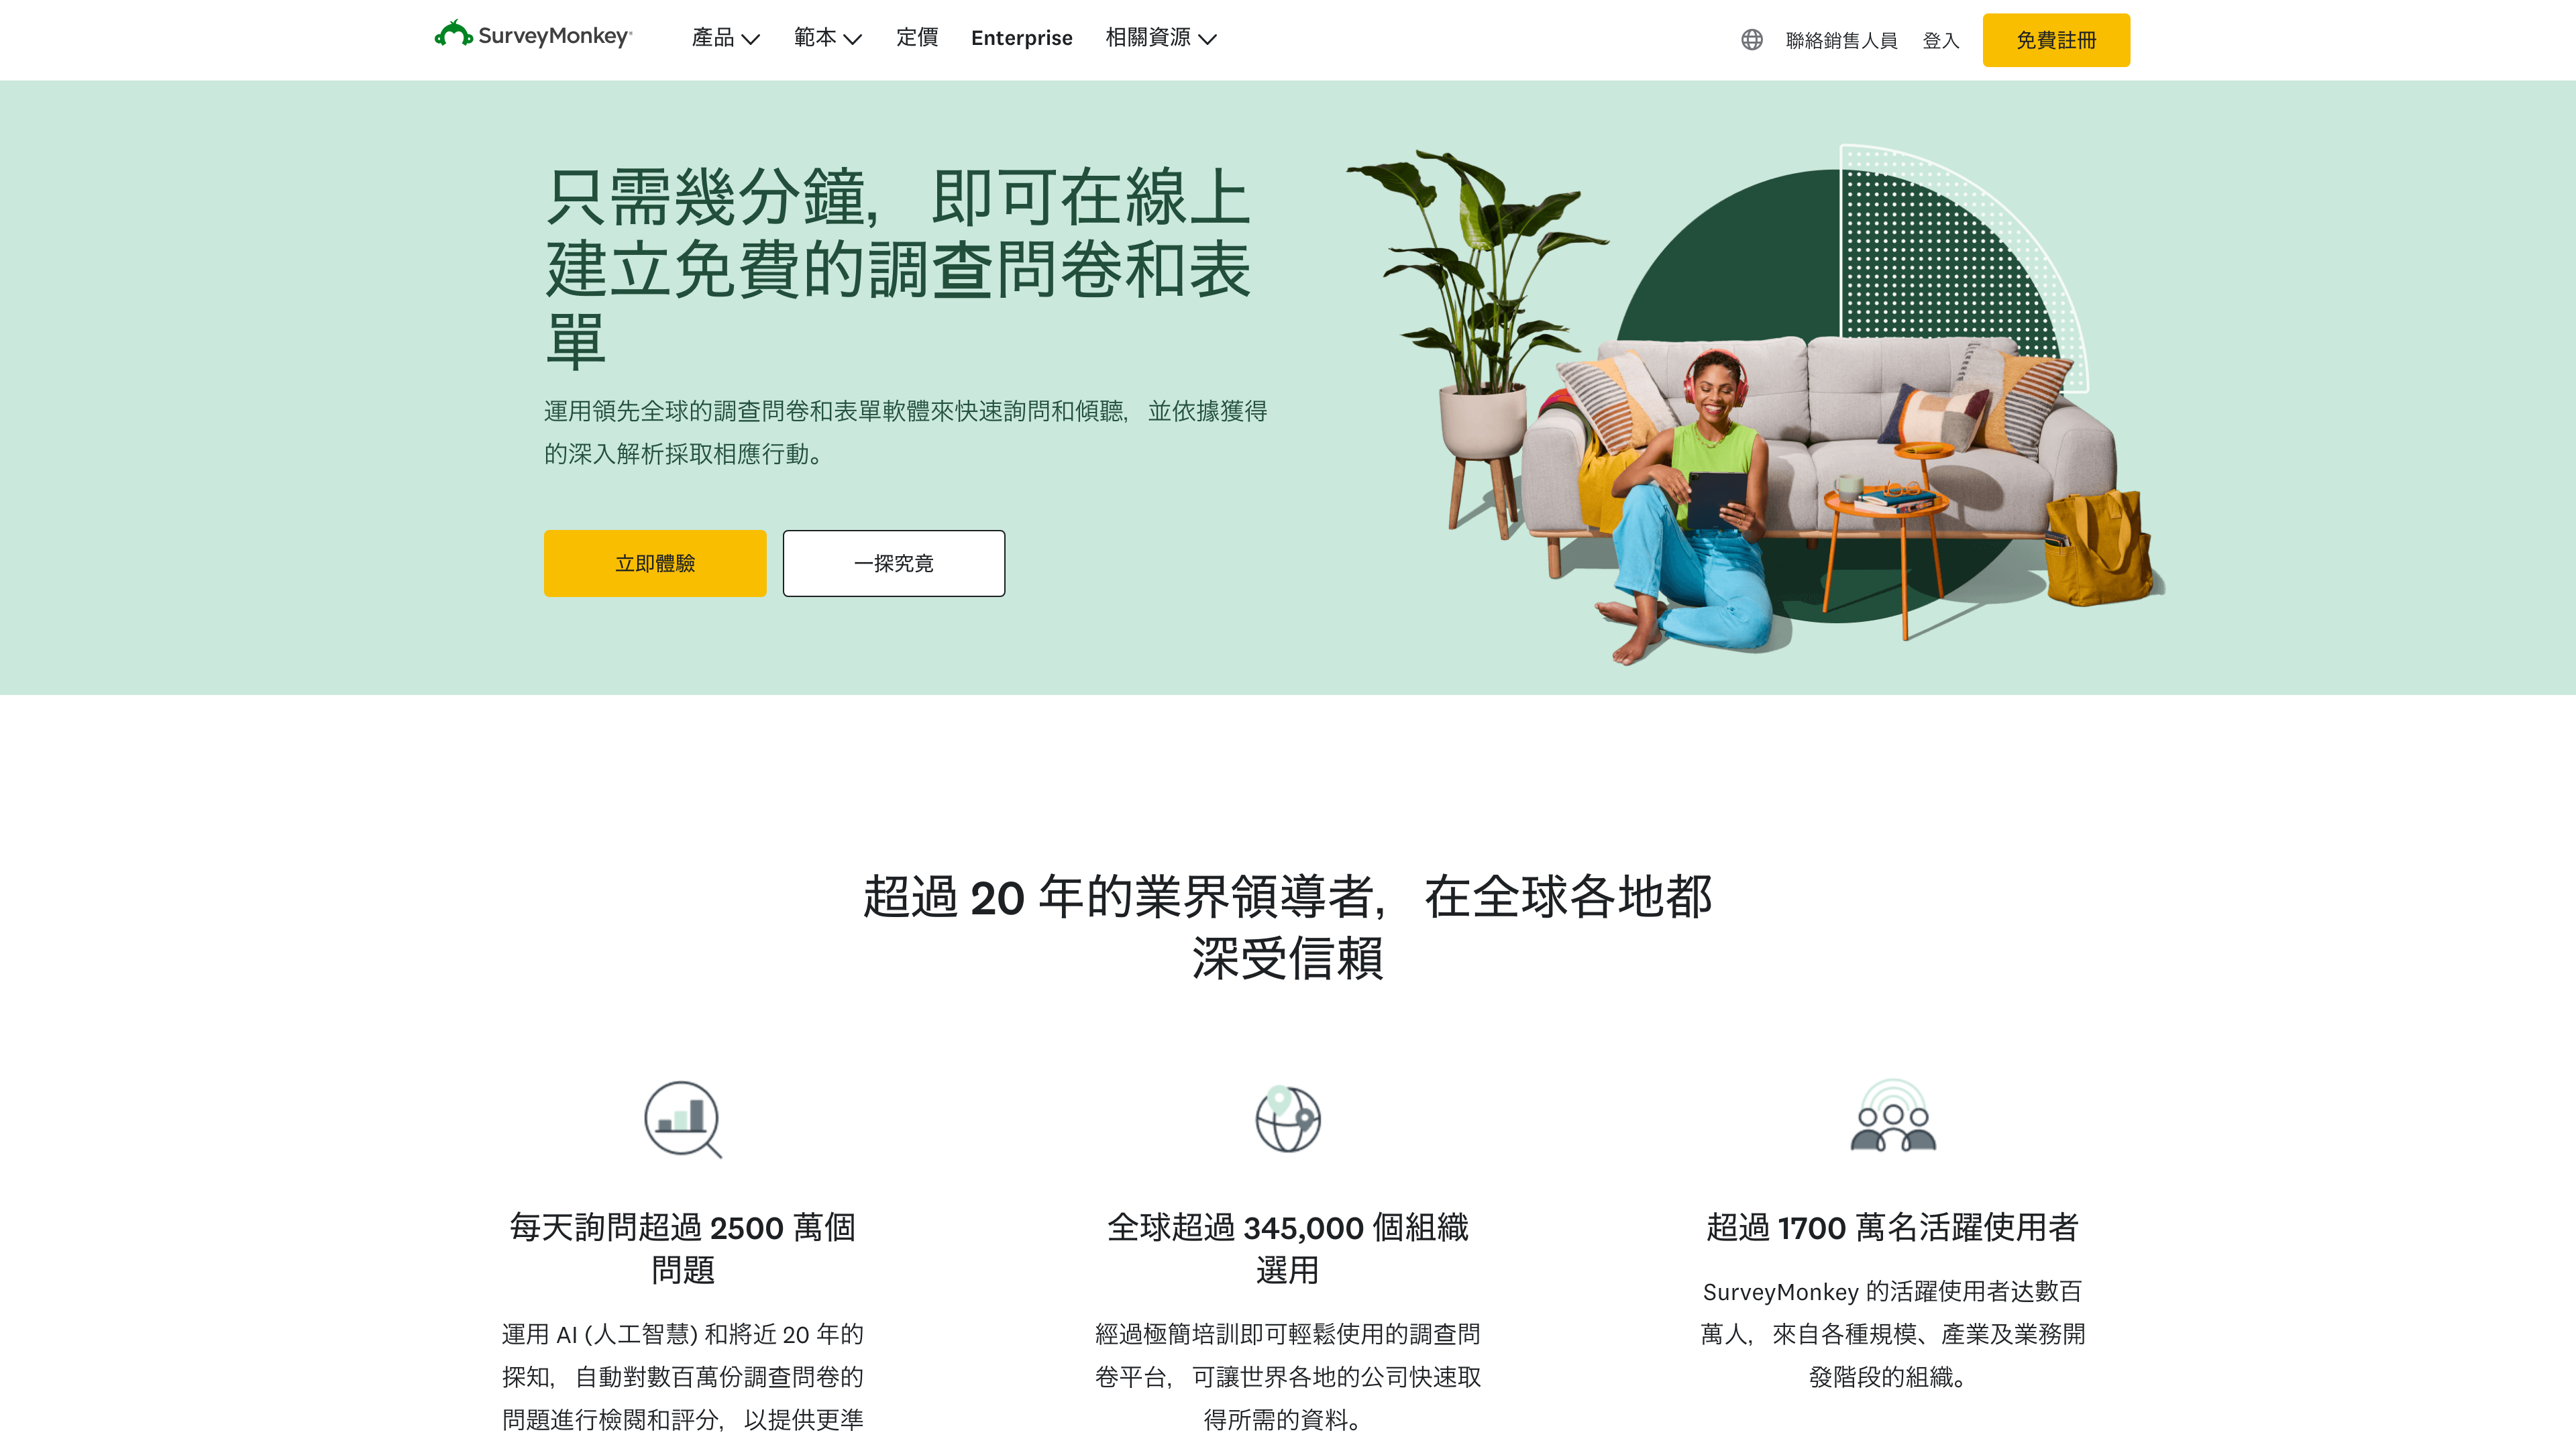 SurveyMonkey
產品
範本
定價
Enterprise
相關資源
聯絡銷售人員
登入
免費註冊
只需幾分鐘，即可在線上
建立免費的調查問卷和表
單
運用領先全球的調查問卷和表單軟體來快速詢問和傾聽，並依據獲得
的深入解析採取相應行動。
立即體驗
一探究竟
超過 20 年的業界領導者，在全球各地都
深受信賴
每天詢問超過 2500 萬個
問題
運用 AI (人工智慧) 和將近 20 年的
探知，自動對數百萬份調查問卷的
問題進行檢閱和評分，以提供更準
全球超過 345,000 個組織
選用
經過極簡培訓即可輕鬆使用的調查問
卷平台，可讓世界各地的公司快速取
得所需的資料。
超過 1700 萬名活躍使用者
SurveyMonkey 的活躍使用者达數百
萬人，來自各種規模、產業及業務開
發階段的組織。